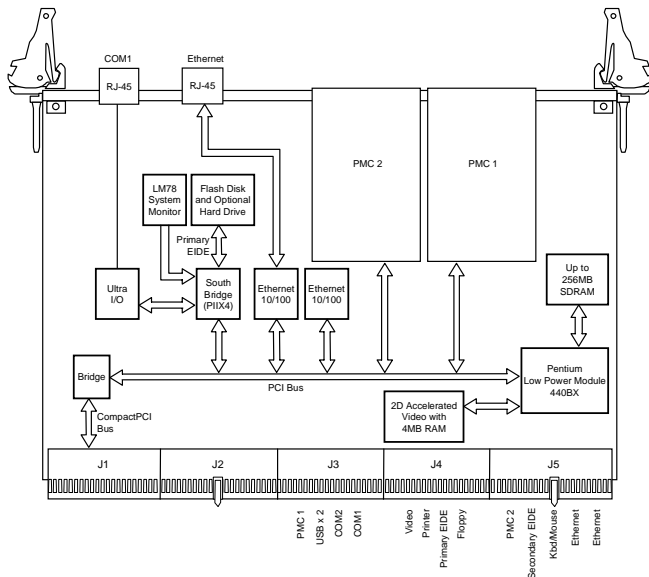 COM1
Ethernet
RJ-45
RJ-45
PMC 2
PMC 1
LM78
System
Monitor
Flash Disk
and Optional
Hard Drive
Primary
EIDE
Ultra
I/O
South
Bridge
(PIIX4)
Ethernet
10/100
Ethernet
10/100
Up to
256MB
SDRAM
Bridge
PCI Bus
Pentium
Low Power Module
440BX
CompactPCI
Bus
2D Accelerated
Video with
4MB RAM
J1
J2
J3
J4
J5
PMC 1
USB x 2
COM2
COM1
Video
Printer
Primary EIDE
Floppy
PMC 2
Secondary EIDE
Kbd/Mouse
Ethernet
Ethernet